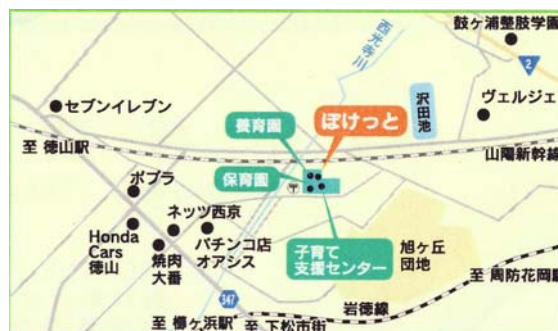 鼓ヶ浦整肢学園
2
西光寺川
沢田池
ヴェルジェ
セブンイレブン
養育園
ぽけっと
至 徳山駅
山陽新幹線
保育園
ポプラ
ネッツ西京
Honda
Cars
徳山
焼肉
大番
パチンコ店
オアシス
子育て
支援センター
旭ヶ丘
団地
至 周防花岡駅
347
岩徳線
至 櫛ヶ浜駅
至 下松市街